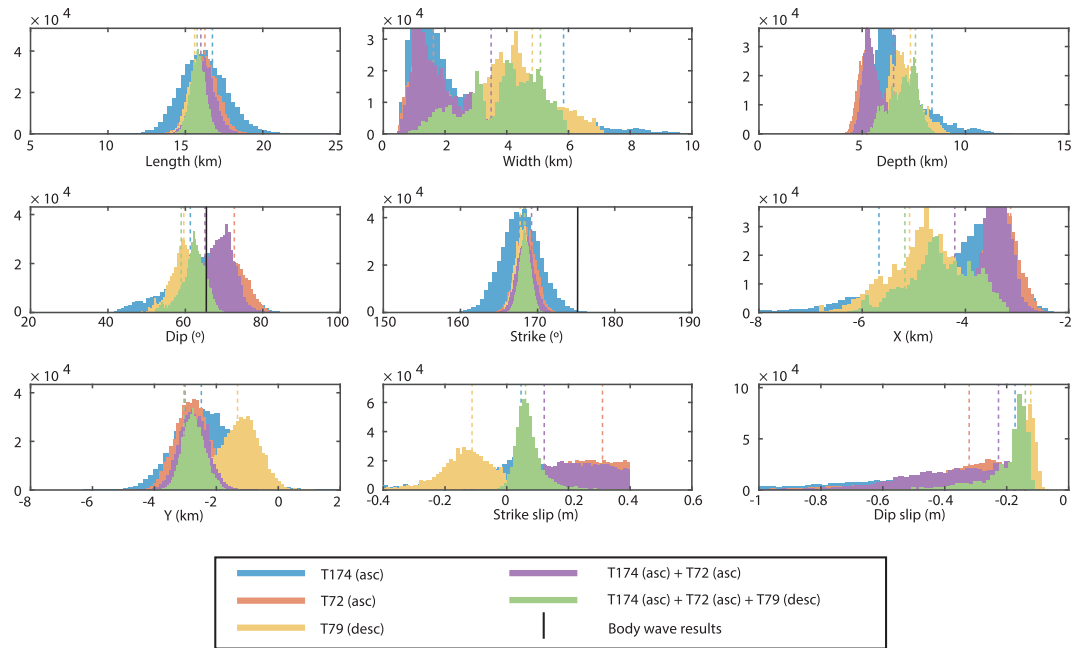 × 10 4 × 10 4 × 10 4
4 3 10
2 2 5
1
0 0 0
5 10 15 20 25 0 2 4 6 8 10 0 5 10 15
Length (km) Width (km) Depth (km)
× 10 4 × 10 4 × 10 4
4 4 3
2 2 2
1
0 0 0
20 40 60 80 100 150 160 170 180 190 -8 -6 -4 -2
Dip (º) Strike (º) X (km)
× 10 4 × 10 4 × 10 4
4 8 10
6
2 4 5
2
0 0 0
-8 -6 -4 -2 0 2 -0.4 -0.2 0 0.2 0.4 0.6 -1 -0.8 -0.6 -0.4 -0.2 0
Y (km) Strike slip (m) Dip slip (m)
T174 (asc) T174 (asc) + T72 (asc)
T72 (asc) T174 (asc) + T72 (asc) + T79 (desc)
T79 (desc) Body wave results